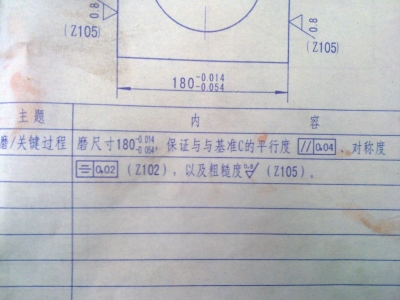 0.8 0.8
(Z105) (Z105)
180-0.014 -0.054
主题 内容
磨/关键过程 磨尺寸180-0.014 -0.054, 保证与与基准C的平行度 // 0.04 、对称度
⌯ 0.02 (Z102), 以及粗糙度0.8 (Z105)。